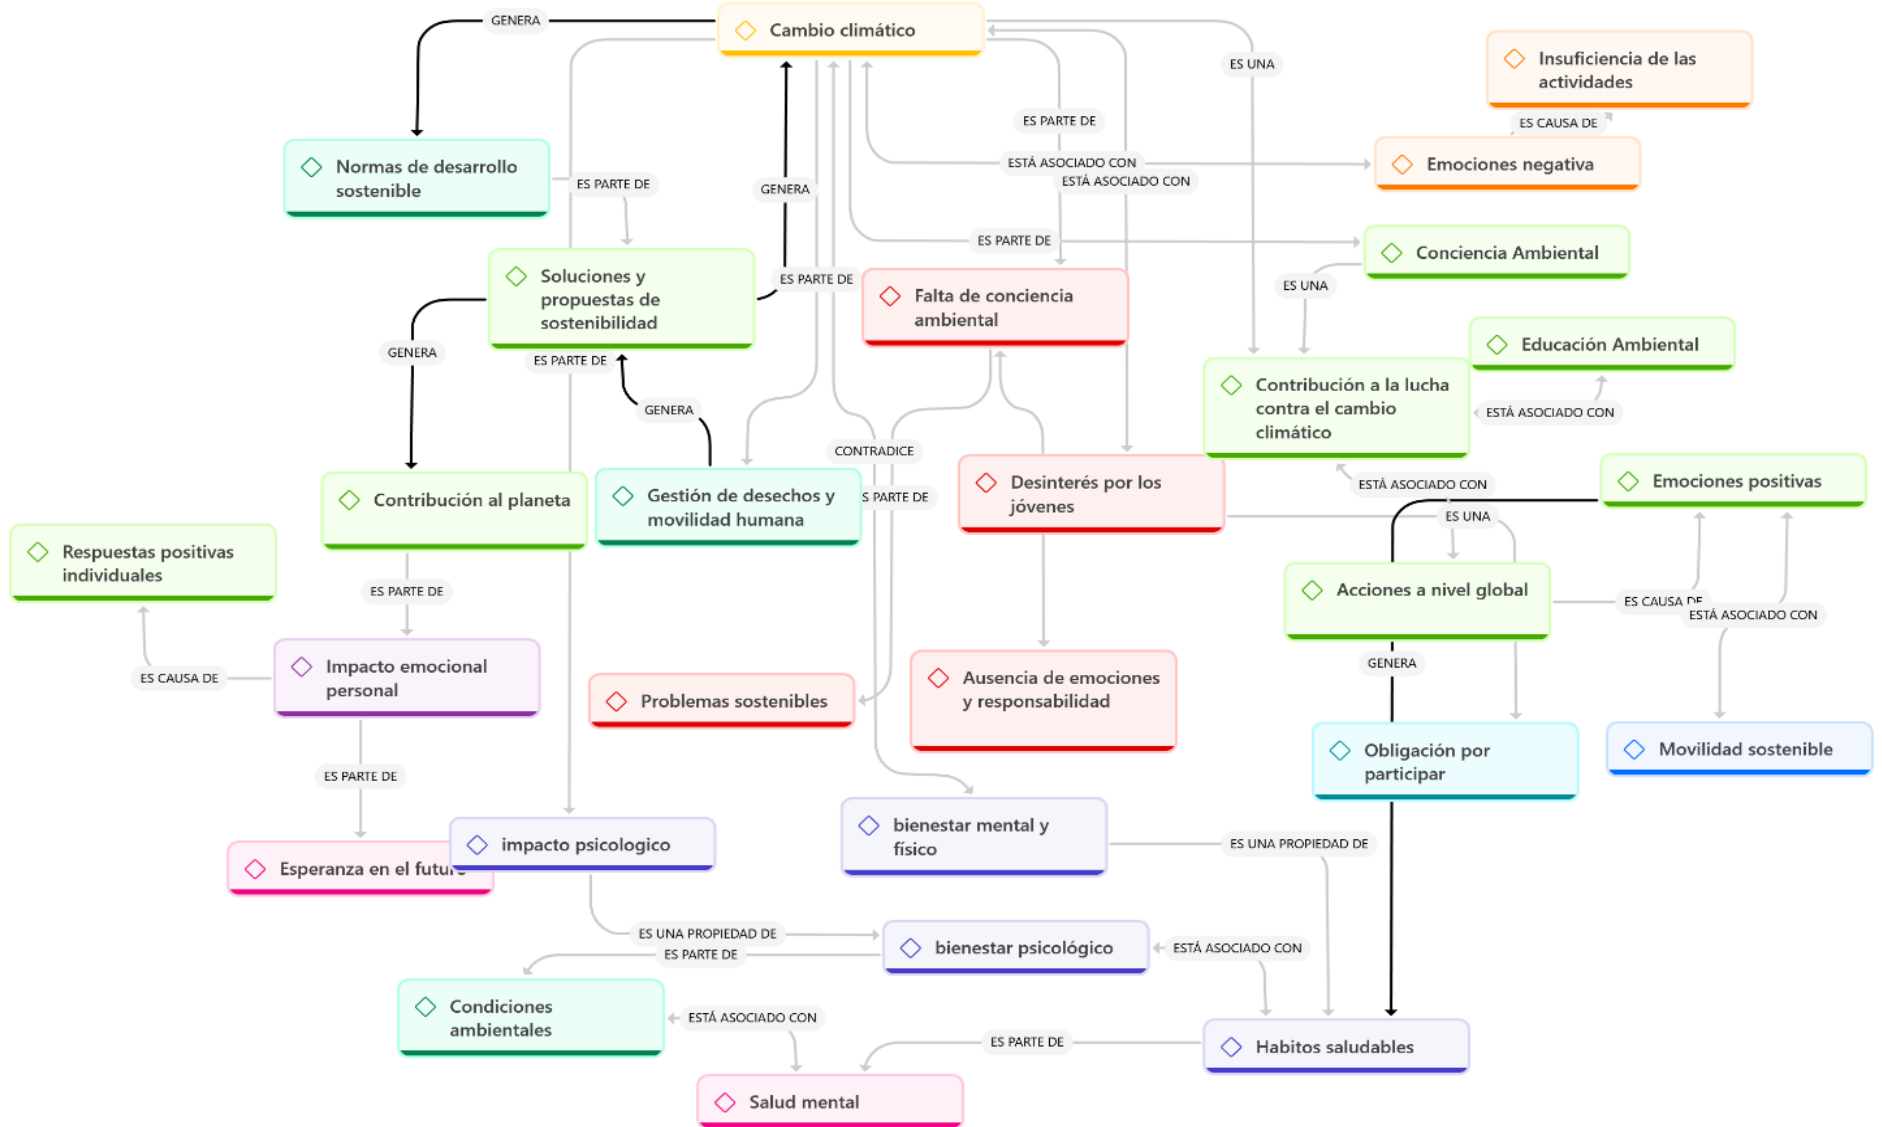 GENERA
Cambio climático
ES UNA
Insuficiencia de las
actividades
ES PARTE DE
ES CAUSA DE
Normas de desarrollo
sostenible
ES PARTE DE
GENERA
ESTÁ ASOCIADO CON
ESTÁ ASOCIADO CON
Emociones negativa
ES PARTE DE
Conciencia Ambiental
Soluciones y
propuestas de
sostenibilidad
ES PARTE DE
Falta de conciencia
ambiental
ES UNA
GENERA
ES PARTE DE
Educación Ambiental
Contribución a la lucha
contra el cambio
climático
GENERA
ESTÁ ASOCIADO CON
CONTRADICE
Contribución al planeta
Gestión de desechos y
movilidad humana
S PARTE DE
Desinterés por los
jóvenes
ESTÁ ASOCIADO CON
Emociones positivas
ES UNA
Respuestas positivas
individuales
ES PARTE DE
Acciones a nivel global
ES CAUSA DE
ESTÁ ASOCIADO CON
Impacto emocional
personal
ES CAUSA DE
Problemas sostenibles
Ausencia de emociones
y responsabilidad
GENERA
Obligación por
participar
Movilidad sostenible
ES PARTE DE
Esperanza en el futuro
impacto psicologico
bienestar mental y
físico
ES UNA PROPIEDAD DE
ES UNA PROPIEDAD DE
ES PARTE DE
bienestar psicológico
ESTÁ ASOCIADO CON
Condiciones
ambientales
ESTÁ ASOCIADO CON
ES PARTE DE
Habitos saludables
Salud mental